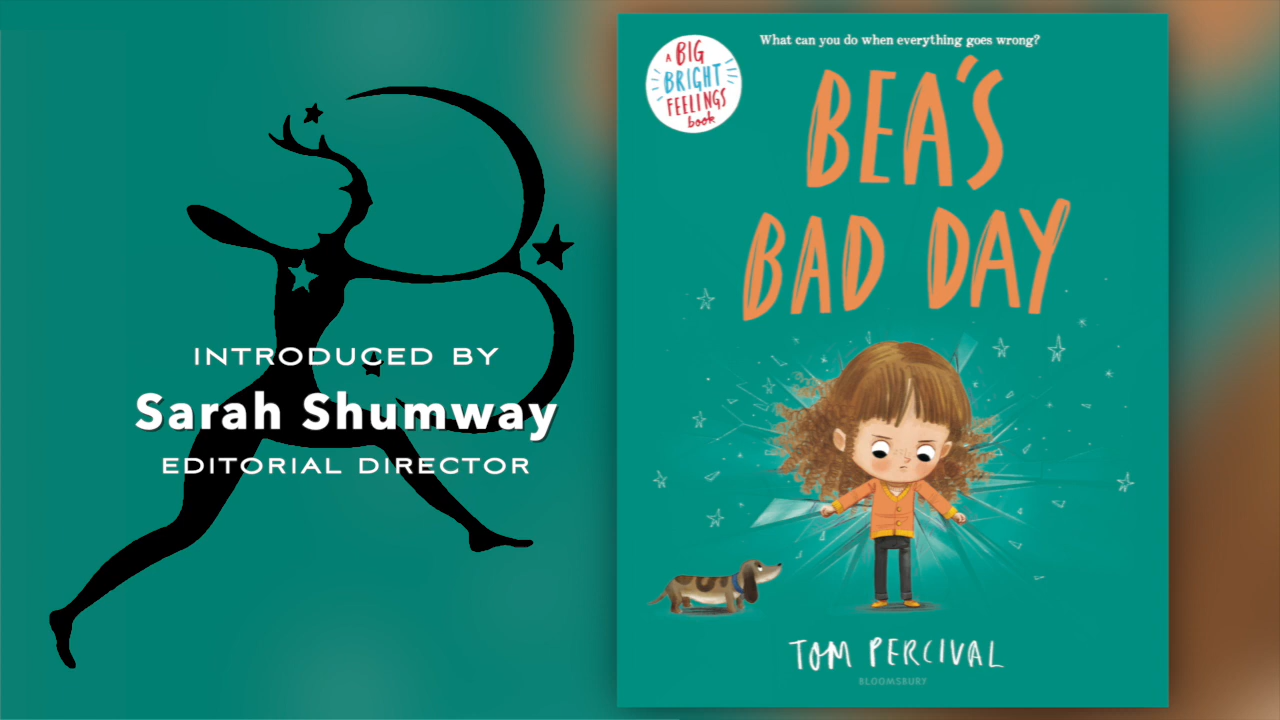 INTRODUCED BY
Sarah Shumway
EDITORIAL DIRECTOR
What can you do when everything goes wrong?
A BIG
BRIGHT
FEELINGS
book
BEA'S
BAD DAY
TOM PERCIVAL
BLOOMSBURY